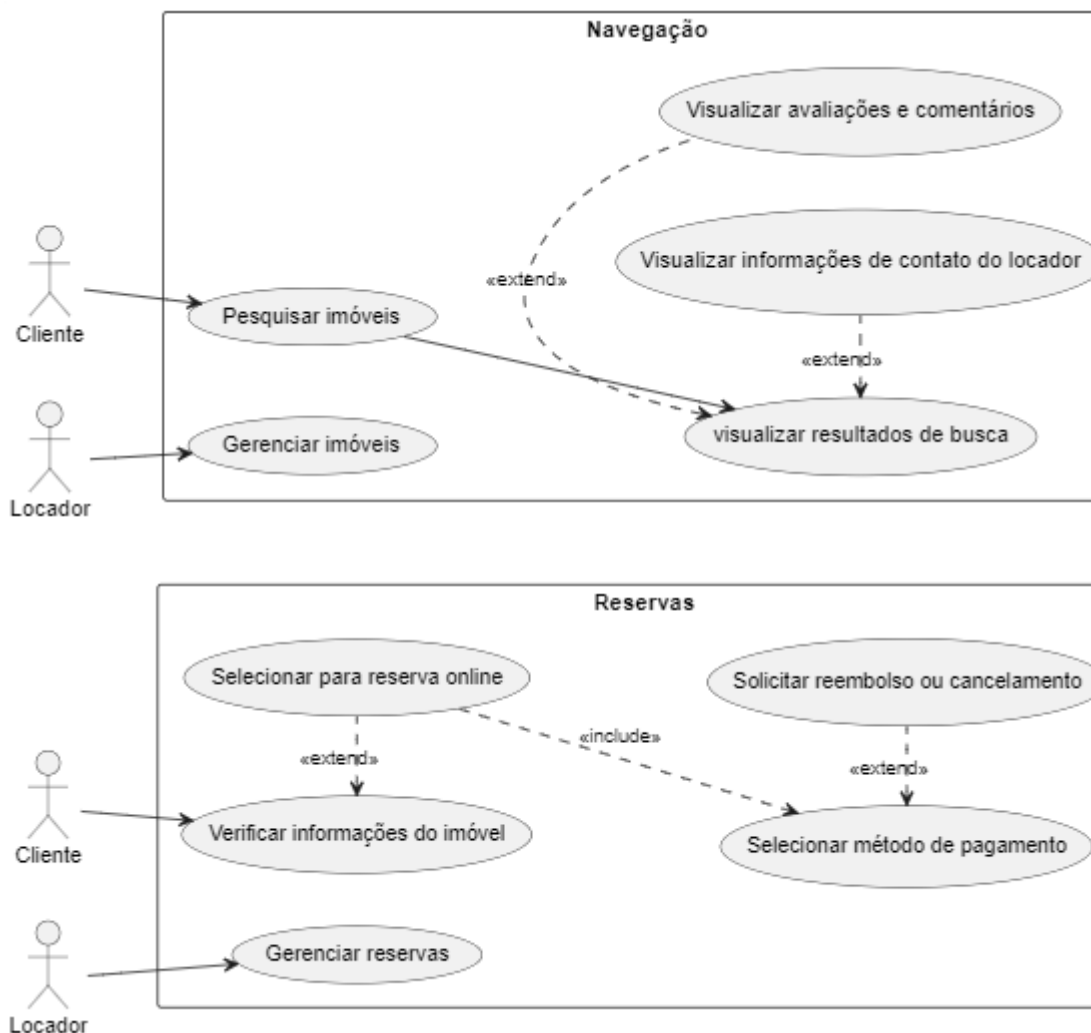 Navegação
Visualizar avaliações e comentários
Visualizar informações de contato do locador
«extend»
Pesquisar imóveis
Cliente
«extend»
Gerenciar imóveis
visualizar resultados de busca
Locador
Reservas
Selecionar para reserva online
Solicitar reembolso ou cancelamento
«include»
«extend»
«extend»
Verificar informações do imóvel
Selecionar método de pagamento
Cliente
Gerenciar reservas
Locador